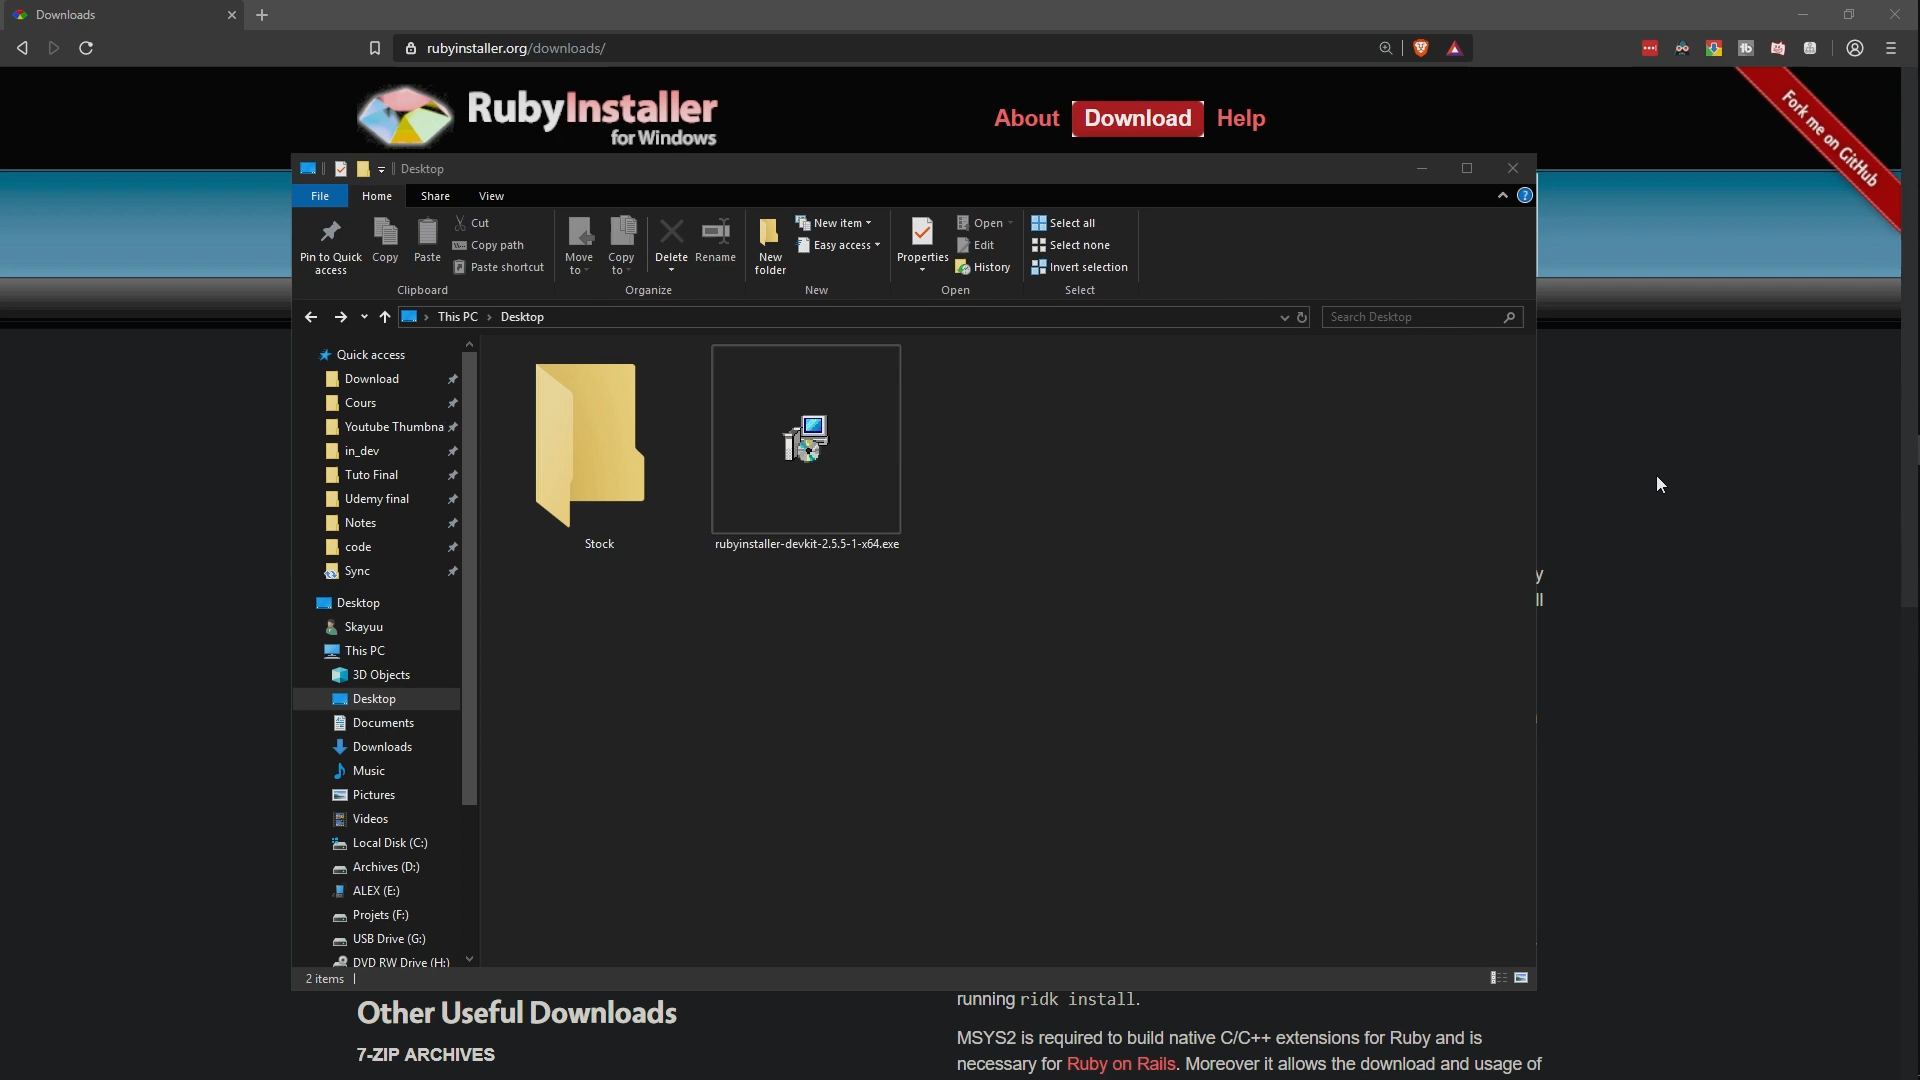 Downloads
rubyinstaller.org/downloads/
RubyInstaller
for Windows
About Download Help
Fork me on GitHub
Desktop
File Home Share View
Pin to Quick access
Copy
Paste
Cut
Copy path
Paste shortcut
Clipboard
Move to
Copy to
Delete
Rename
Organize
New folder
New item
Easy access
New
Properties
Open
Edit
History
Open
Select all
Select none
Invert selection
Select
This PC > Desktop
Search Desktop
Quick access
Download
Cours
Youtube Thumbna
in_dev
Tuto Final
Udemy final
Notes
code
Sync
Desktop
Skayuu
This PC
3D Objects
Desktop
Documents
Downloads
Music
Pictures
Videos
Local Disk (C:)
Archives (D:)
ALEX (E:)
Projets (F:)
USB Drive (G:)
DVD RW Drive (H:)
Stock
rubyinstaller-devkit-2.5.5-1-x64.exe
y
ll
2 items
Other Useful Downloads
7-ZIP ARCHIVES
running ridk install.
MSYS2 is required to build native C/C++ extensions for Ruby and is
necessary for Ruby on Rails. Moreover it allows the download and usage of